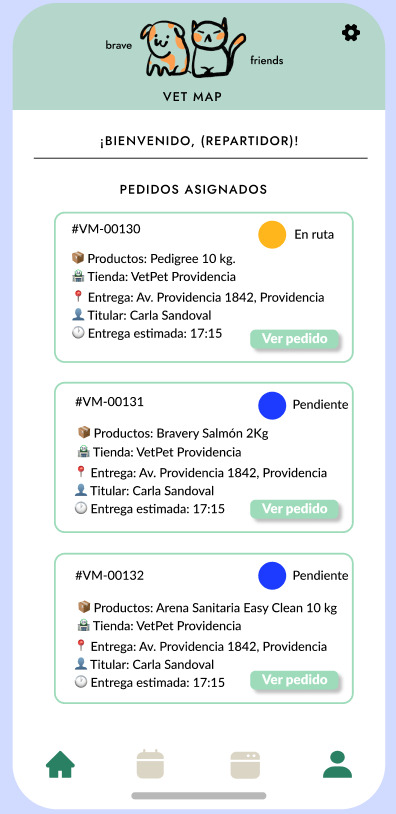 brave
friends
VET MAP
¡BIENVENIDO, (REPARTIDOR)!
PEDIDOS ASIGNADOS
#VM-00130
En ruta
Productos: Pedigree 10 kg.
Tienda: VetPet Providencia
Entrega: Av. Providencia 1842, Providencia
Titular: Carla Sandoval
Entrega estimada: 17:15
Ver pedido
#VM-00131
Pendiente
Productos: Bravery Salmón 2Kg
Tienda: VetPet Providencia
Entrega: Av. Providencia 1842, Providencia
Titular: Carla Sandoval
Entrega estimada: 17:15
Ver pedido
#VM-00132
Pendiente
Productos: Arena Sanitaria Easy Clean 10 kg
Tienda: VetPet Providencia
Entrega: Av. Providencia 1842, Providencia
Titular: Carla Sandoval
Entrega estimada: 17:15
Ver pedido